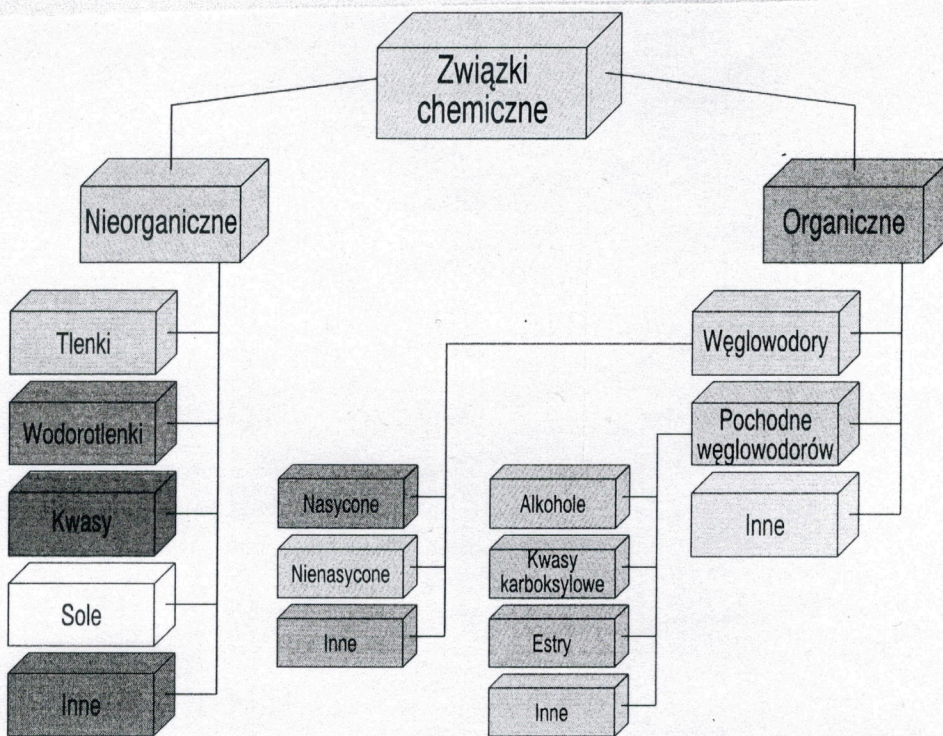 Związki
chemiczne
Nieorganiczne
Organiczne
Tlenki
Wodorotlenki
Kwasy
Sole
Inne
Węglowodory
Pochodne
węglowodorów
Inne
Nasycone
Nienasycone
Inne
Alkohole
Kwasy
karboksylowe
Estry
Inne